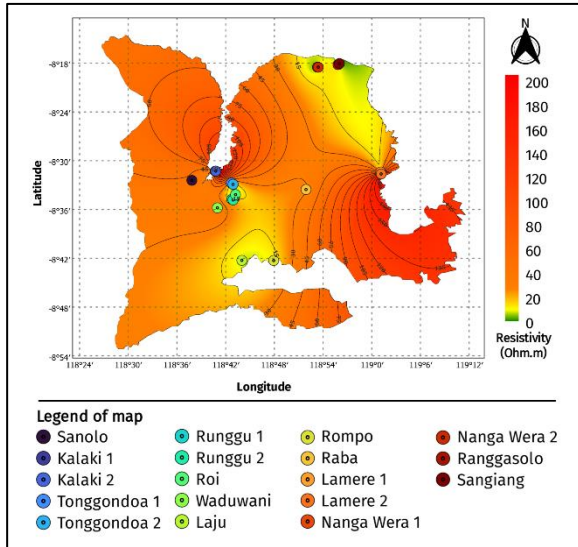 N
-8°18'
-8°24'
-8°30'
-8°36'
-8°42'
-8°48'
-8°54'
Latitude
118°24' 118°30' 118°36' 118°42' 118°48' 118°54' 119°0' 119°6' 119°12'
Longitude
200
180
160
140
120
100
80
60
40
20
0
Resistivity
(Ohm.m)
Legend of map
Sanolo
Kalaki 1
Kalaki 2
Tonggondoa 1
Tonggondoa 2
Runggu 1
Runggu 2
Roi
Waduwani
Laju
Rompo
Raba
Lamere 1
Lamere 2
Nanga Wera 1
Nanga Wera 2
Ranggasolo
Sangiang